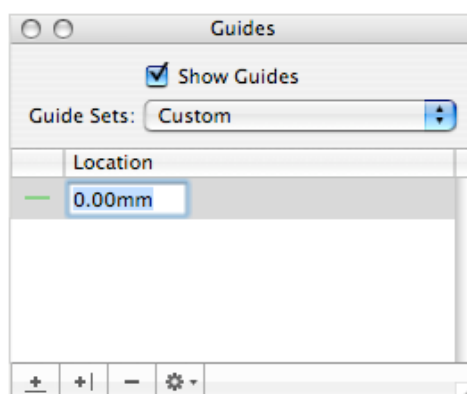 Guides
Show Guides
Guide Sets: Custom
Location
0.00mm